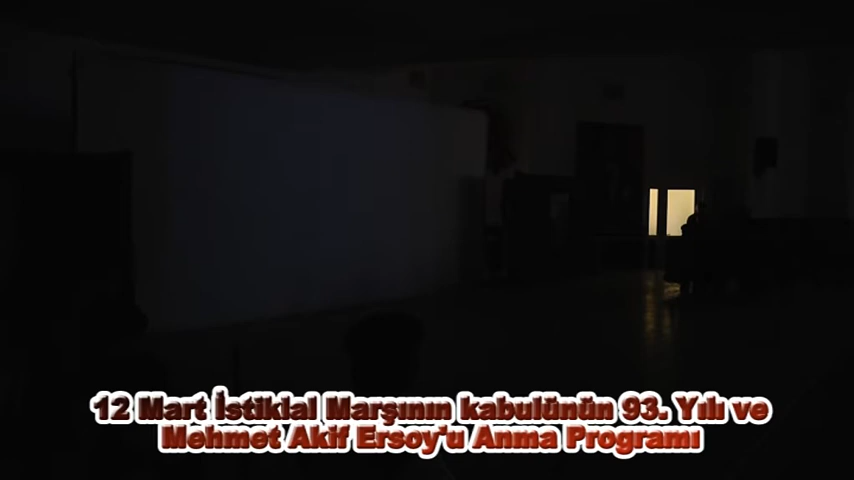 12 Mart İstiklal Marşının kabulünün 93. Yılı ve
Mehmet Akif Ersoy'u Anma Programı